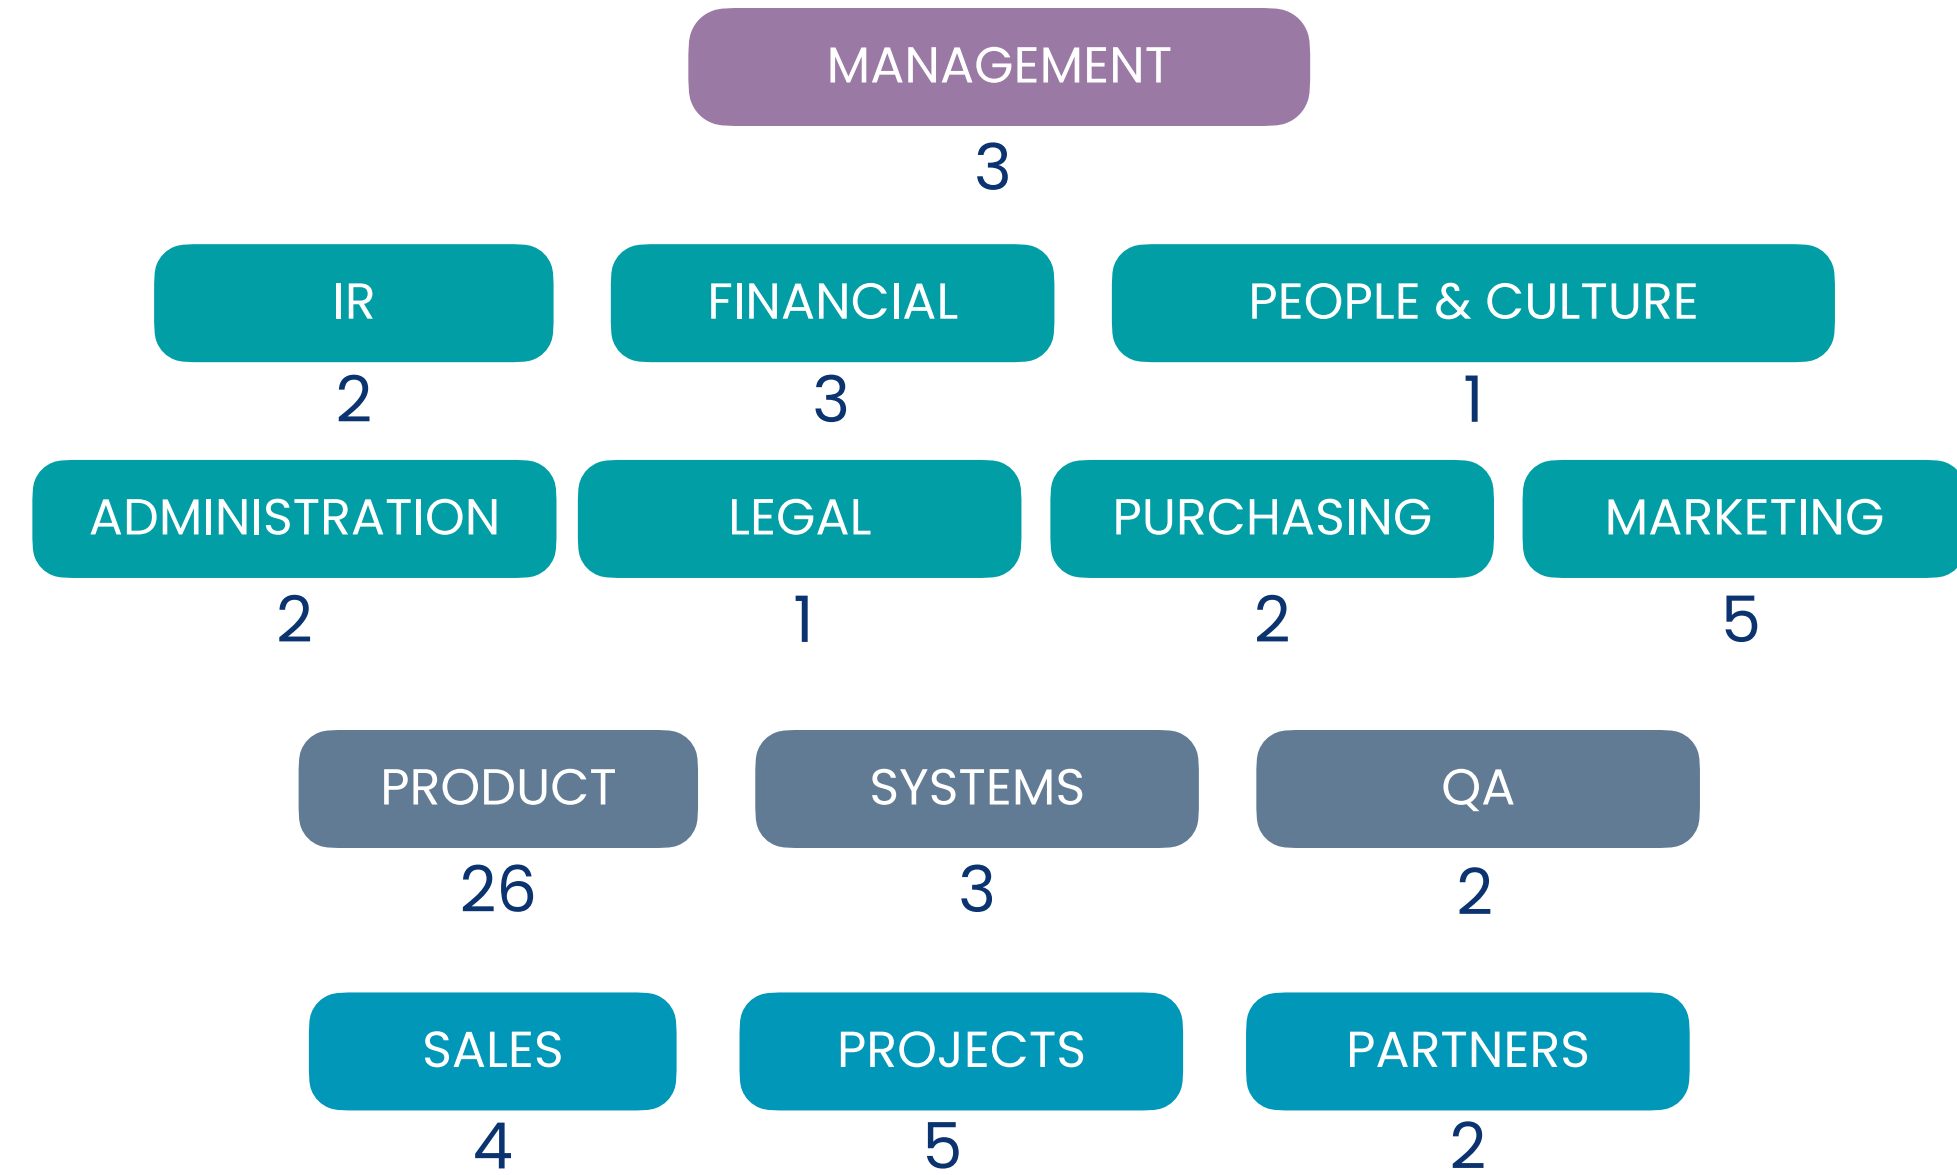 MANAGEMENT
3
IR FINANCIAL PEOPLE & CULTURE
2 3 1
ADMINISTRATION LEGAL PURCHASING MARKETING
2 1 2 5
PRODUCT SYSTEMS QA
26 3 2
SALES PROJECTS PARTNERS
4 5 2